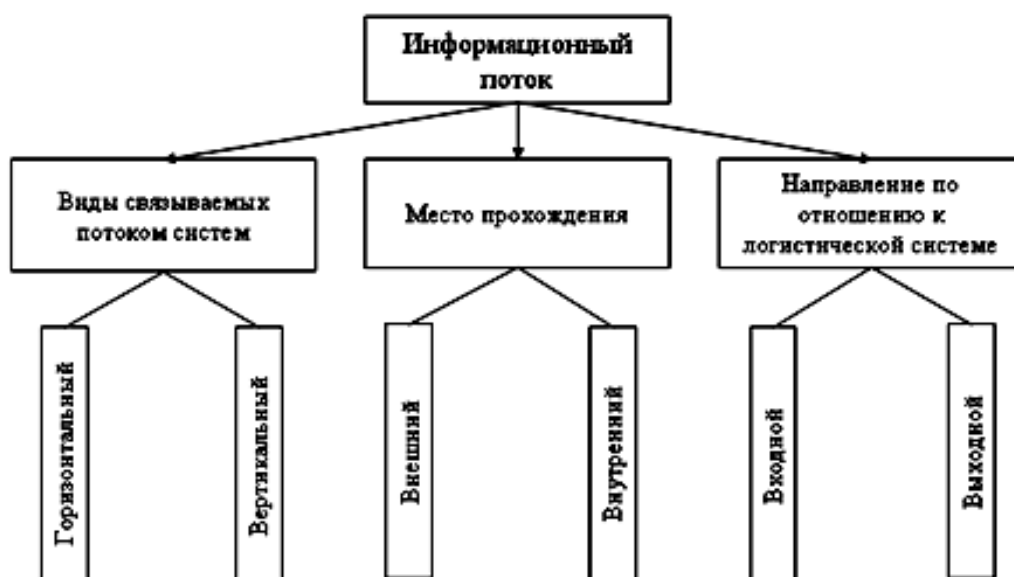 Информационный
поток
Виды связываемых
потоком систем
Место прохождения
Направление по
отношению к
логистической системе
Горизонтальный
Вертикальный
Внешний
Внутренний
Входной
Выходной